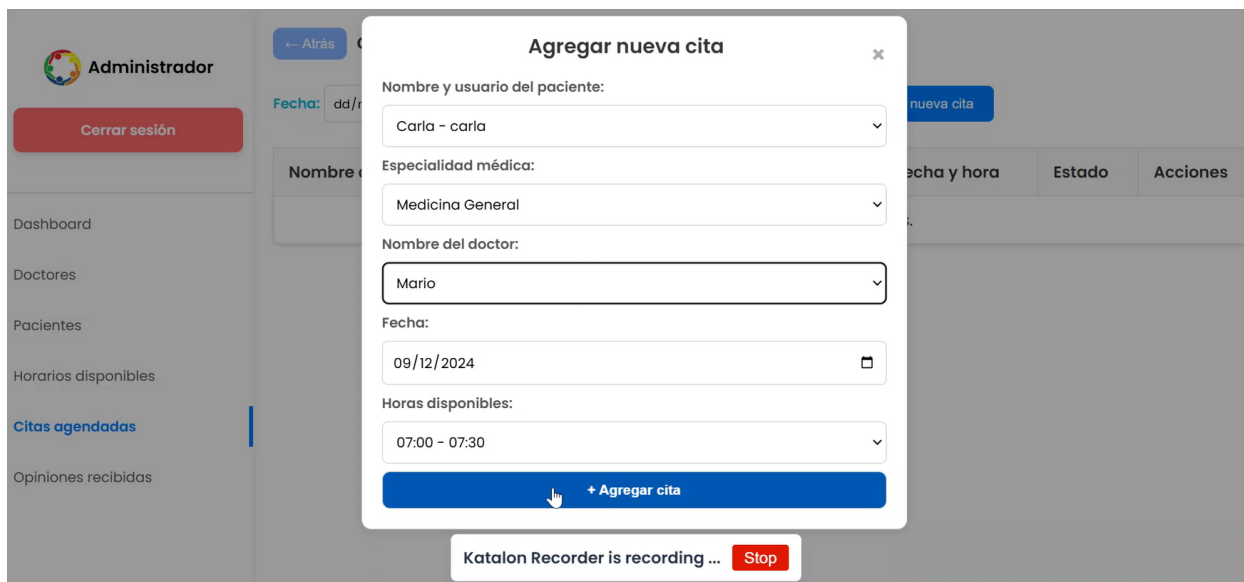 Administrador
Cerrar sesión
Dashboard
Doctores
Pacientes
Horarios disponibles
Citas agendadas
Opiniones recibidas
← Atrás
Fecha:
nueva cita
Nombre
echa y hora
Estado
Acciones
Agregar nueva cita
×
Nombre y usuario del paciente:
Carla - carla
Especialidad médica:
Medicina General
Nombre del doctor:
Mario
Fecha:
09/12/2024
Horas disponibles:
07:00 - 07:30
+ Agregar cita
Katalon Recorder is recording ... Stop